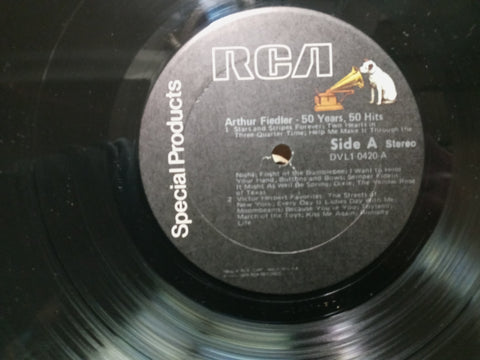 RCA
Special Products
Arthur Fiedler - 50 Years, 50 Hits
1 Stars and Stripes Forever; Two Hearts in
Three-Quarter Time; Help Me Make It Through the
Side A Stereo
DVL1 0420-A
Night; Flight of the Bumblebee; I Want to Hold
Your Hand; Buttons and Bows; Semper Fidelis;
It Might As Well Be Spring; Dixie; The Yellow Rose
of Texas
2 Victor Herbert Favorites: The Streets of
New York; Every Day Is Ladies Day With Me;
Moonbeams; Because You're You;
March of the Toys; Kiss Me Again;
Life